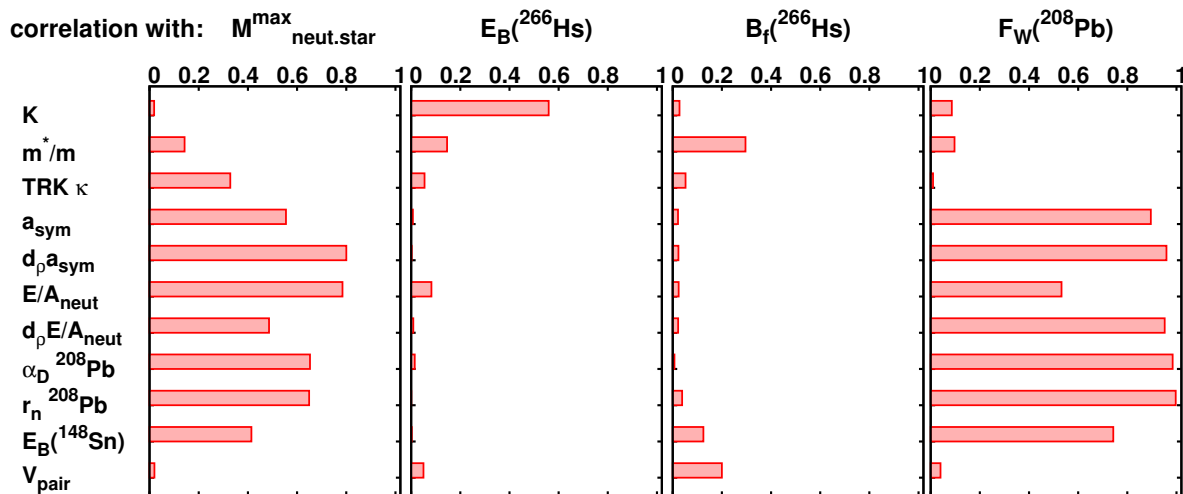 correlation with: M^max_neut.star E_B(^266Hs) B_f(^266Hs) F_W(^208Pb)
0 0.2 0.4 0.6 0.8 1 0 0.2 0.4 0.6 0.8 1 0 0.2 0.4 0.6 0.8 1 0 0.2 0.4 0.6 0.8 1
K
m^*/m
TRK κ
a_sym
d_ρ a_sym
E/A_neut
d_ρ E/A_neut
α_D ^208Pb
r_n ^208Pb
E_B(^148Sn)
V_pair